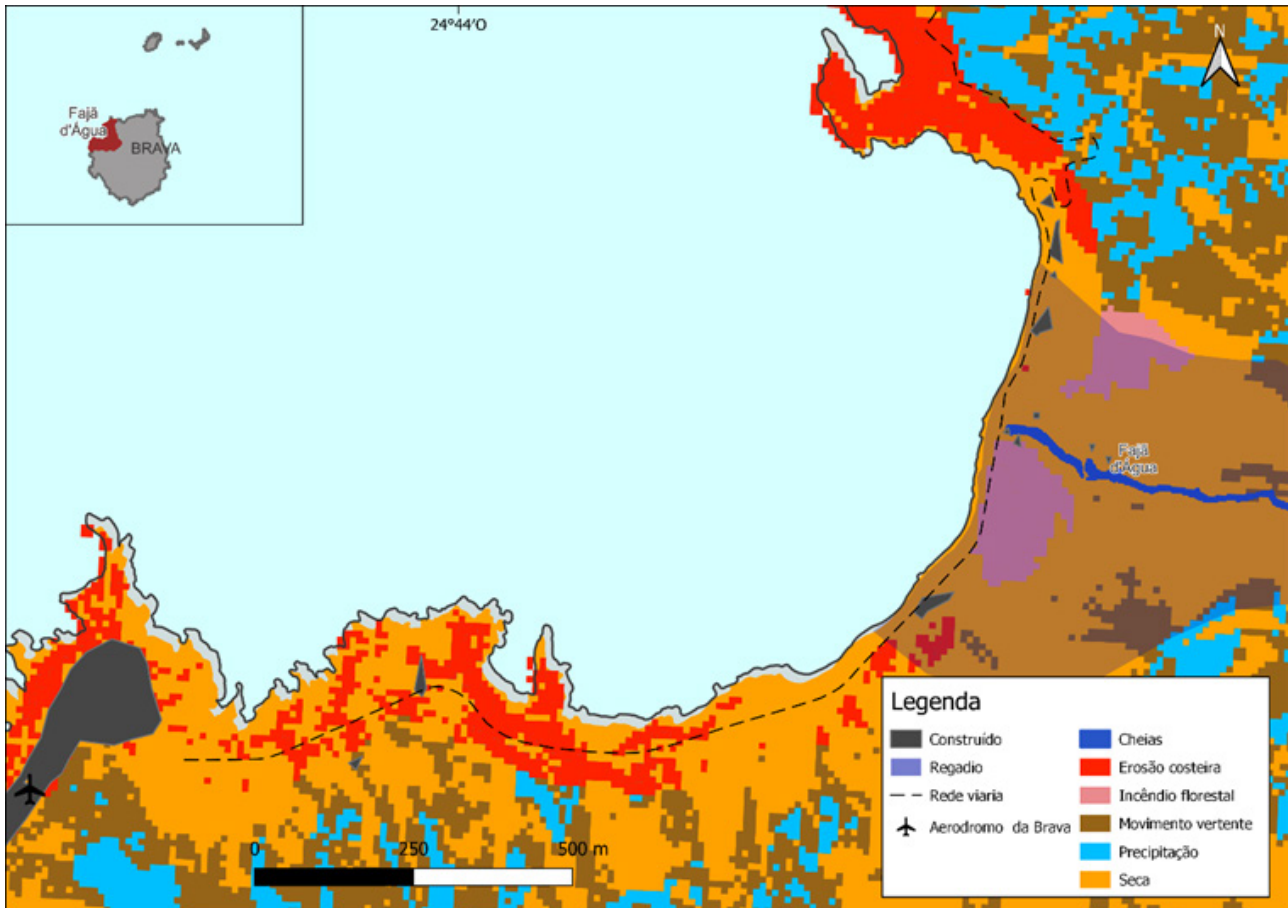 24°44'O
N
Fajã
d'Água
BRAVA
Fajã
d'Água
Legenda
Construído
Regadio
Rede viaria
Aerodromo da Brava
Cheias
Erosão costeira
Incêndio florestal
Movimento vertente
Precipitação
Seca
0 250 500 m